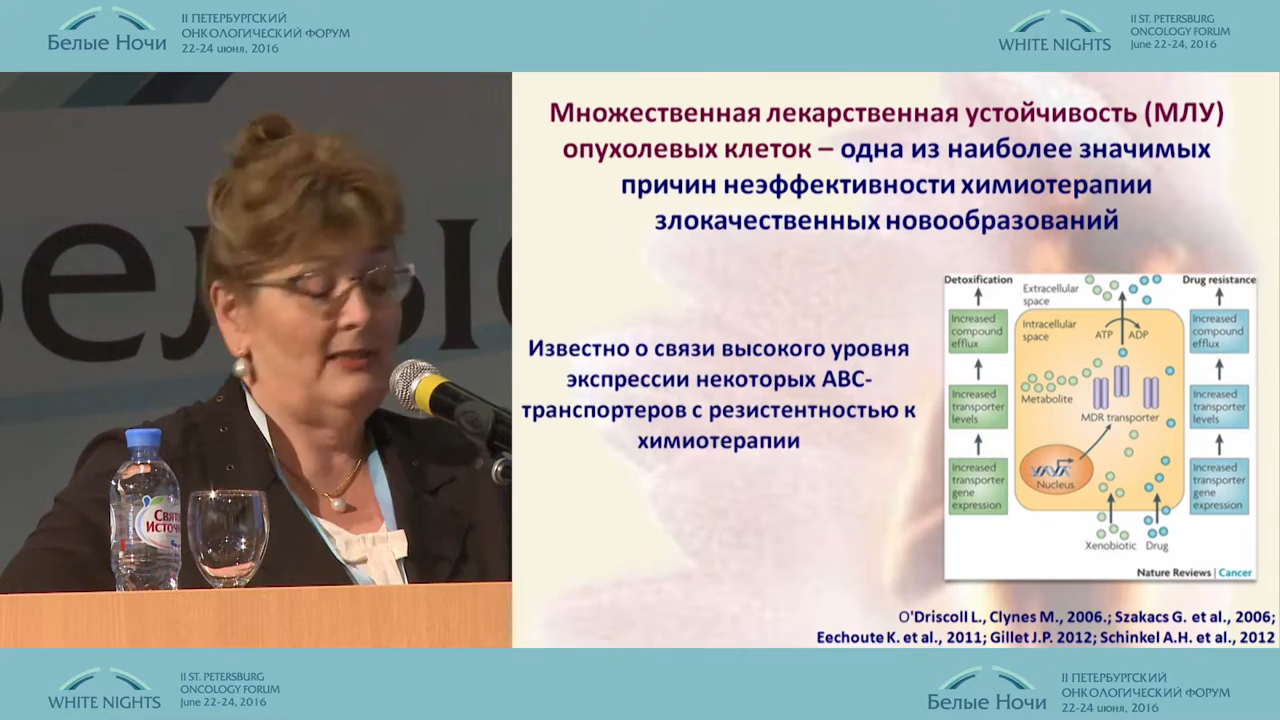 Белые Ночи
II ПЕТЕРБУРГСКИЙ
ОНКОЛОГИЧЕСКИЙ ФОРУМ
22-24 июня, 2016
WHITE NIGHTS
II ST. PETERSBURG
ONCOLOGY FORUM
June 22-24, 2016
Множественная лекарственная устойчивость (МЛУ)
опухолевых клеток – одна из наиболее значимых
причин неэффективности химиотерапии
злокачественных новообразований
Известно о связи высокого уровня
экспрессии некоторых АВС-
транспортеров с резистентностью к
химиотерапии
Detoxification
Increased
compound
efflux
Increased
transporter
levels
Increased
transporter
gene
expression
Extracellular
space
Intracellular
space
ATP
ADP
Metabolite
MDR transporter
Nucleus
Xenobiotic
Drug
Drug resistance
Increased
compound
efflux
Increased
transporter
levels
Increased
transporter
gene
expression
Nature Reviews | Cancer
O'Driscoll L., Clynes M., 2006.; Szakacs G. et al., 2006;
Eechoute K. et al., 2011; Gillet J.P. 2012; Schinkel A.H. et al., 2012
WHITE NIGHTS
II ST. PETERSBURG
ONCOLOGY FORUM
June 22-24, 2016
Белые Ночи
II ПЕТЕРБУРГСКИЙ
ОНКОЛОГИЧЕСКИЙ ФОРУМ
22-24 июня, 2016